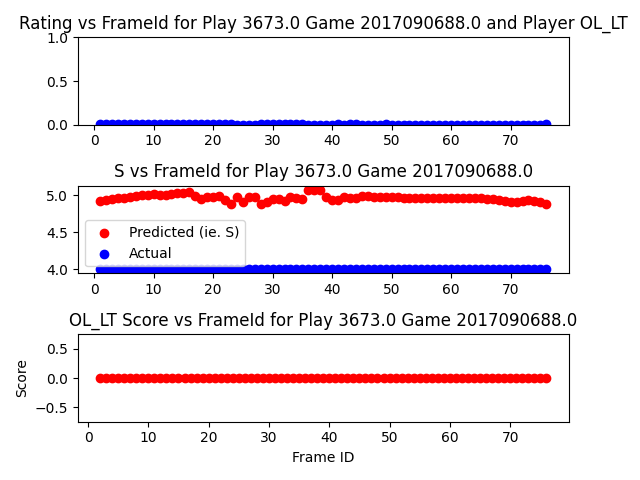 Rating vs FrameId for Play 3673.0 Game 2017090688.0 and Player OL_LT
1.0
0.5
0.0
0 10 20 30 40 50 60 70
S vs FrameId for Play 3673.0 Game 2017090688.0
5.0
4.5
4.0
Predicted (ie. S)
Actual
0 10 20 30 40 50 60 70
OL_LT Score vs FrameId for Play 3673.0 Game 2017090688.0
Score
0.5
0.0
−0.5
0 10 20 30 40 50 60 70
Frame ID